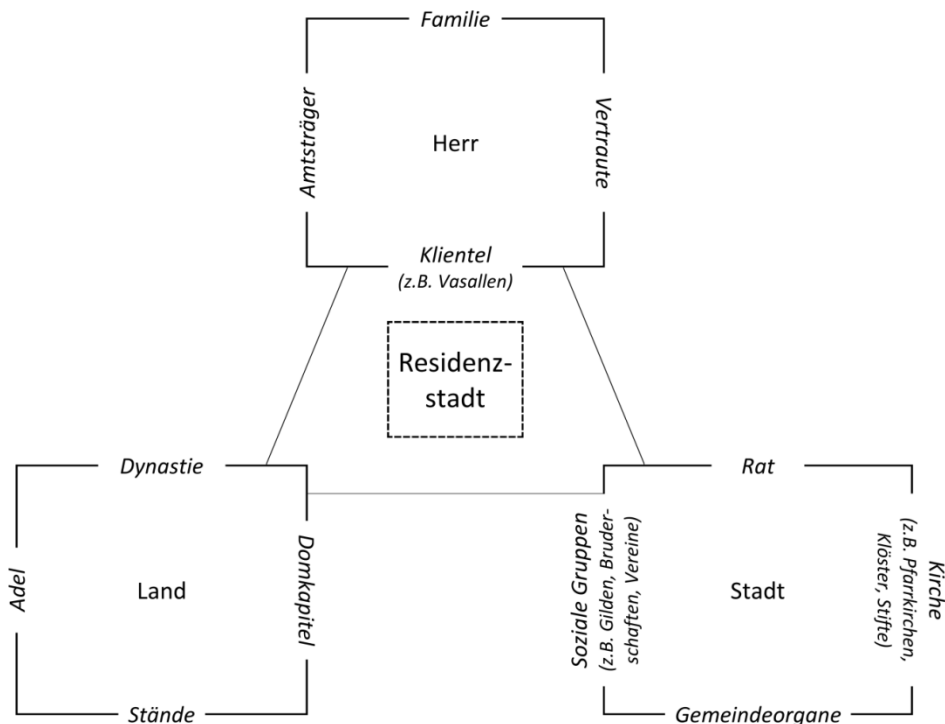 Familie
Amtsträger
Herr
Vertraute
Klientel
(z.B. Vasallen)
Residenz-
stadt
Dynastie
Adel
Land
Domkapitel
Stände
Rat
Soziale Gruppen
(z.B. Gilden, Bruder-
schaften, Vereine)
Stadt
Kirche
(z.B. Pfarrkirchen,
Klöster, Stifte)
Gemeindeorgane